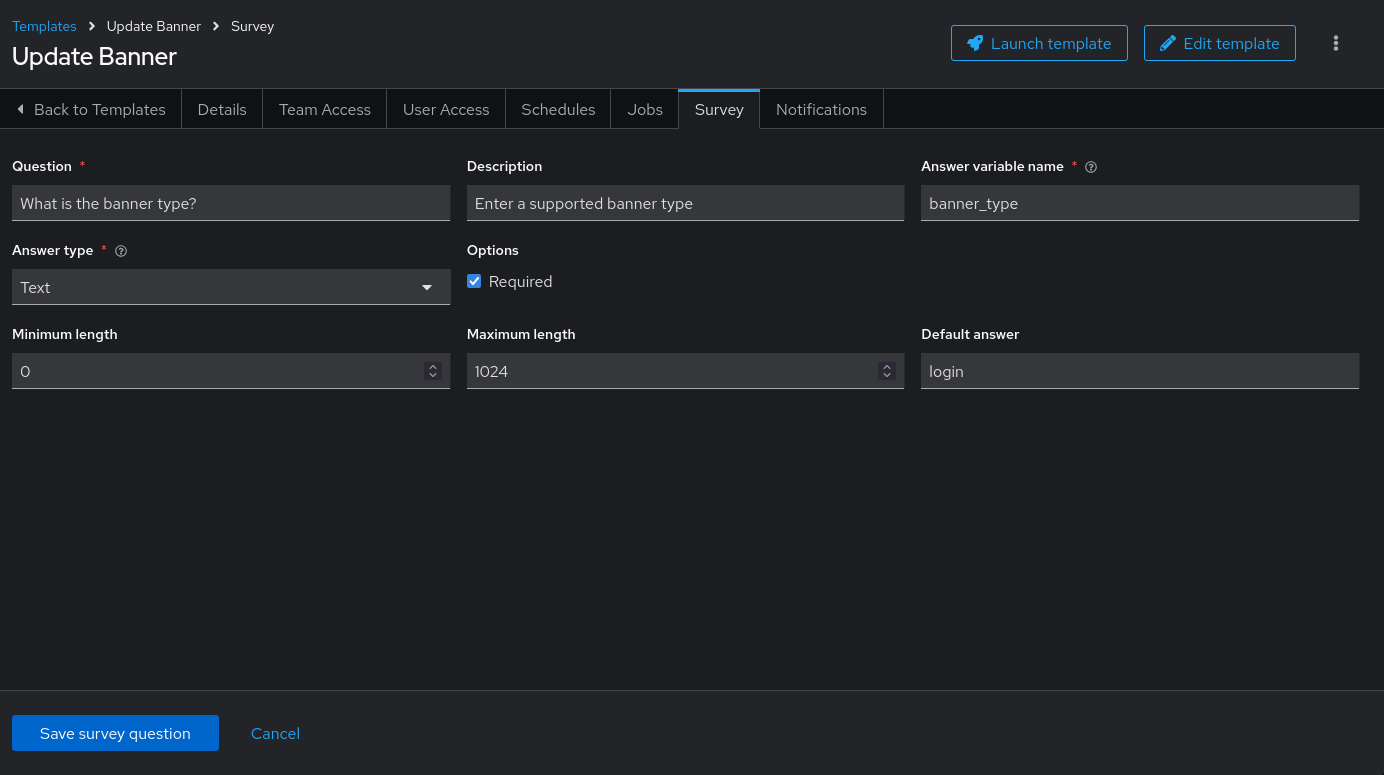 Templates > Update Banner > Survey
Update Banner
Launch template
Edit template
Back to Templates
Details
Team Access
User Access
Schedules
Jobs
Survey
Notifications
Question *
Description
Answer variable name *
What is the banner type?
Enter a supported banner type
banner_type
Answer type *
Options
Text
Required
Minimum length
Maximum length
Default answer
0
1024
login
Save survey question
Cancel